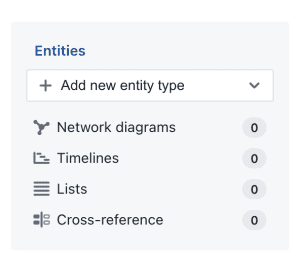 Entities
Add new entity type
Network diagrams 0
Timelines 0
Lists 0
Cross-reference 0